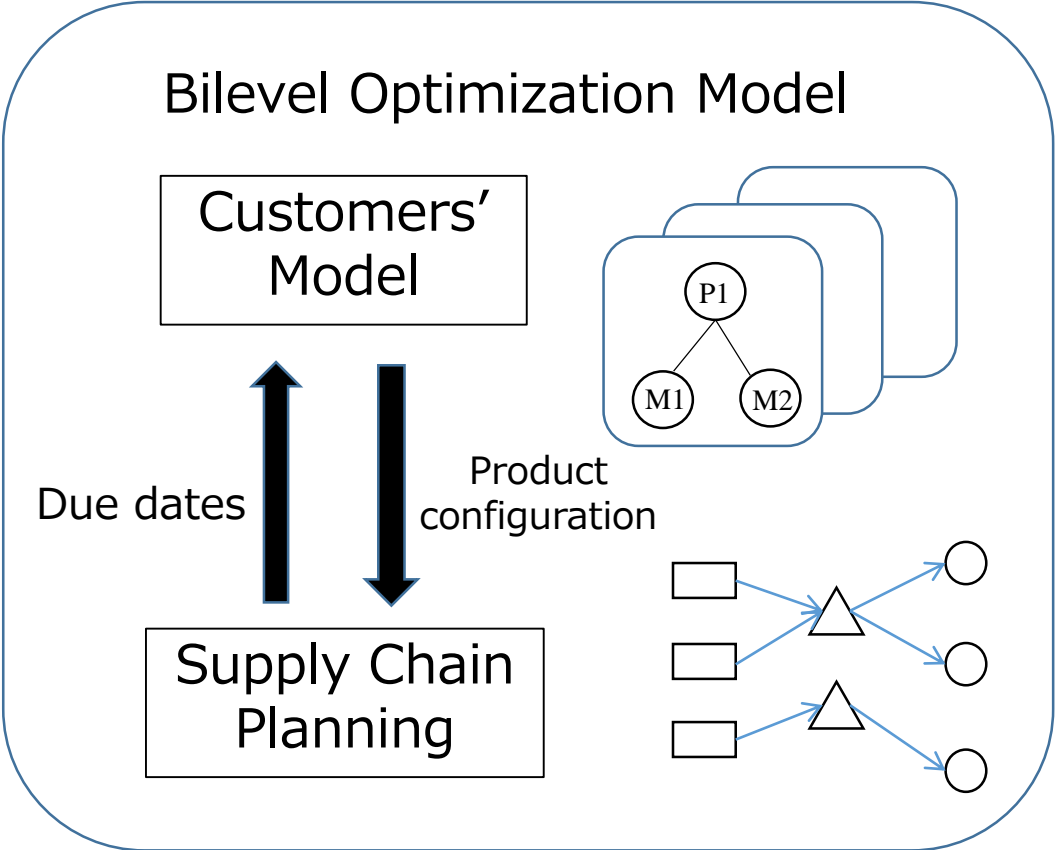 Bilevel Optimization Model
Customers’
Model
P1
M1
M2
Due dates
Product
configuration
Supply Chain
Planning